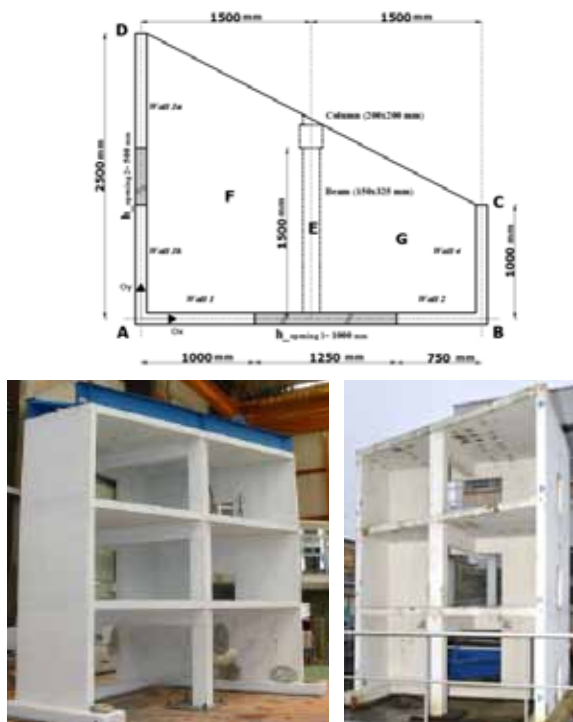 1500 mm 1500 mm
D
Column (200x200 mm)
Wall 3a
h_opening 2= 500 mm
2500 mm
Beam (150x325 mm)
F
E
1500 mm
C
G
Wall 3b
Wall 4
1000 mm
Oy
Wall 1
Wall 2
A
Ox
h_opening 1= 1000 mm
B
1000 mm 1250 mm 750 mm